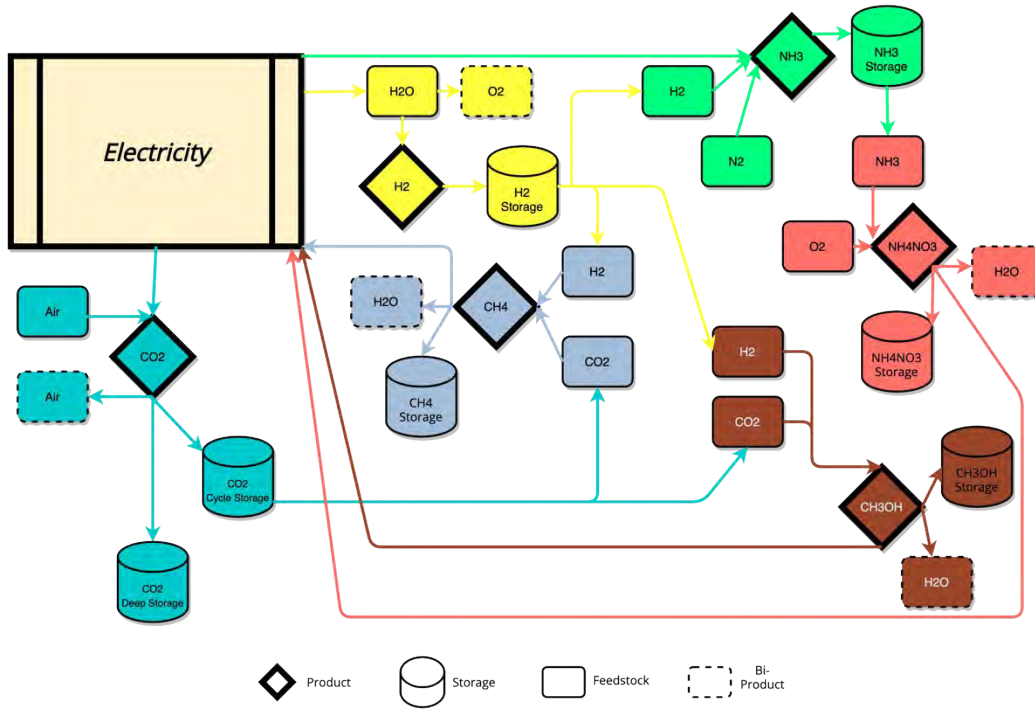 NH3
NH3
Storage
H2O
O2
H2
N2
Electricity
H2
H2
Storage
NH3
O2
NH4NO3
H2O
H2
H2O
CH4
Air
CO2
CO2
H2
NH4NO3
Storage
Air
CH4
Storage
CO2
CO2
Cycle Storage
CH3OH
Storage
CH3OH
CO2
Deep Storage
H2O
Product
Storage
Feedstock
Bi-
Product